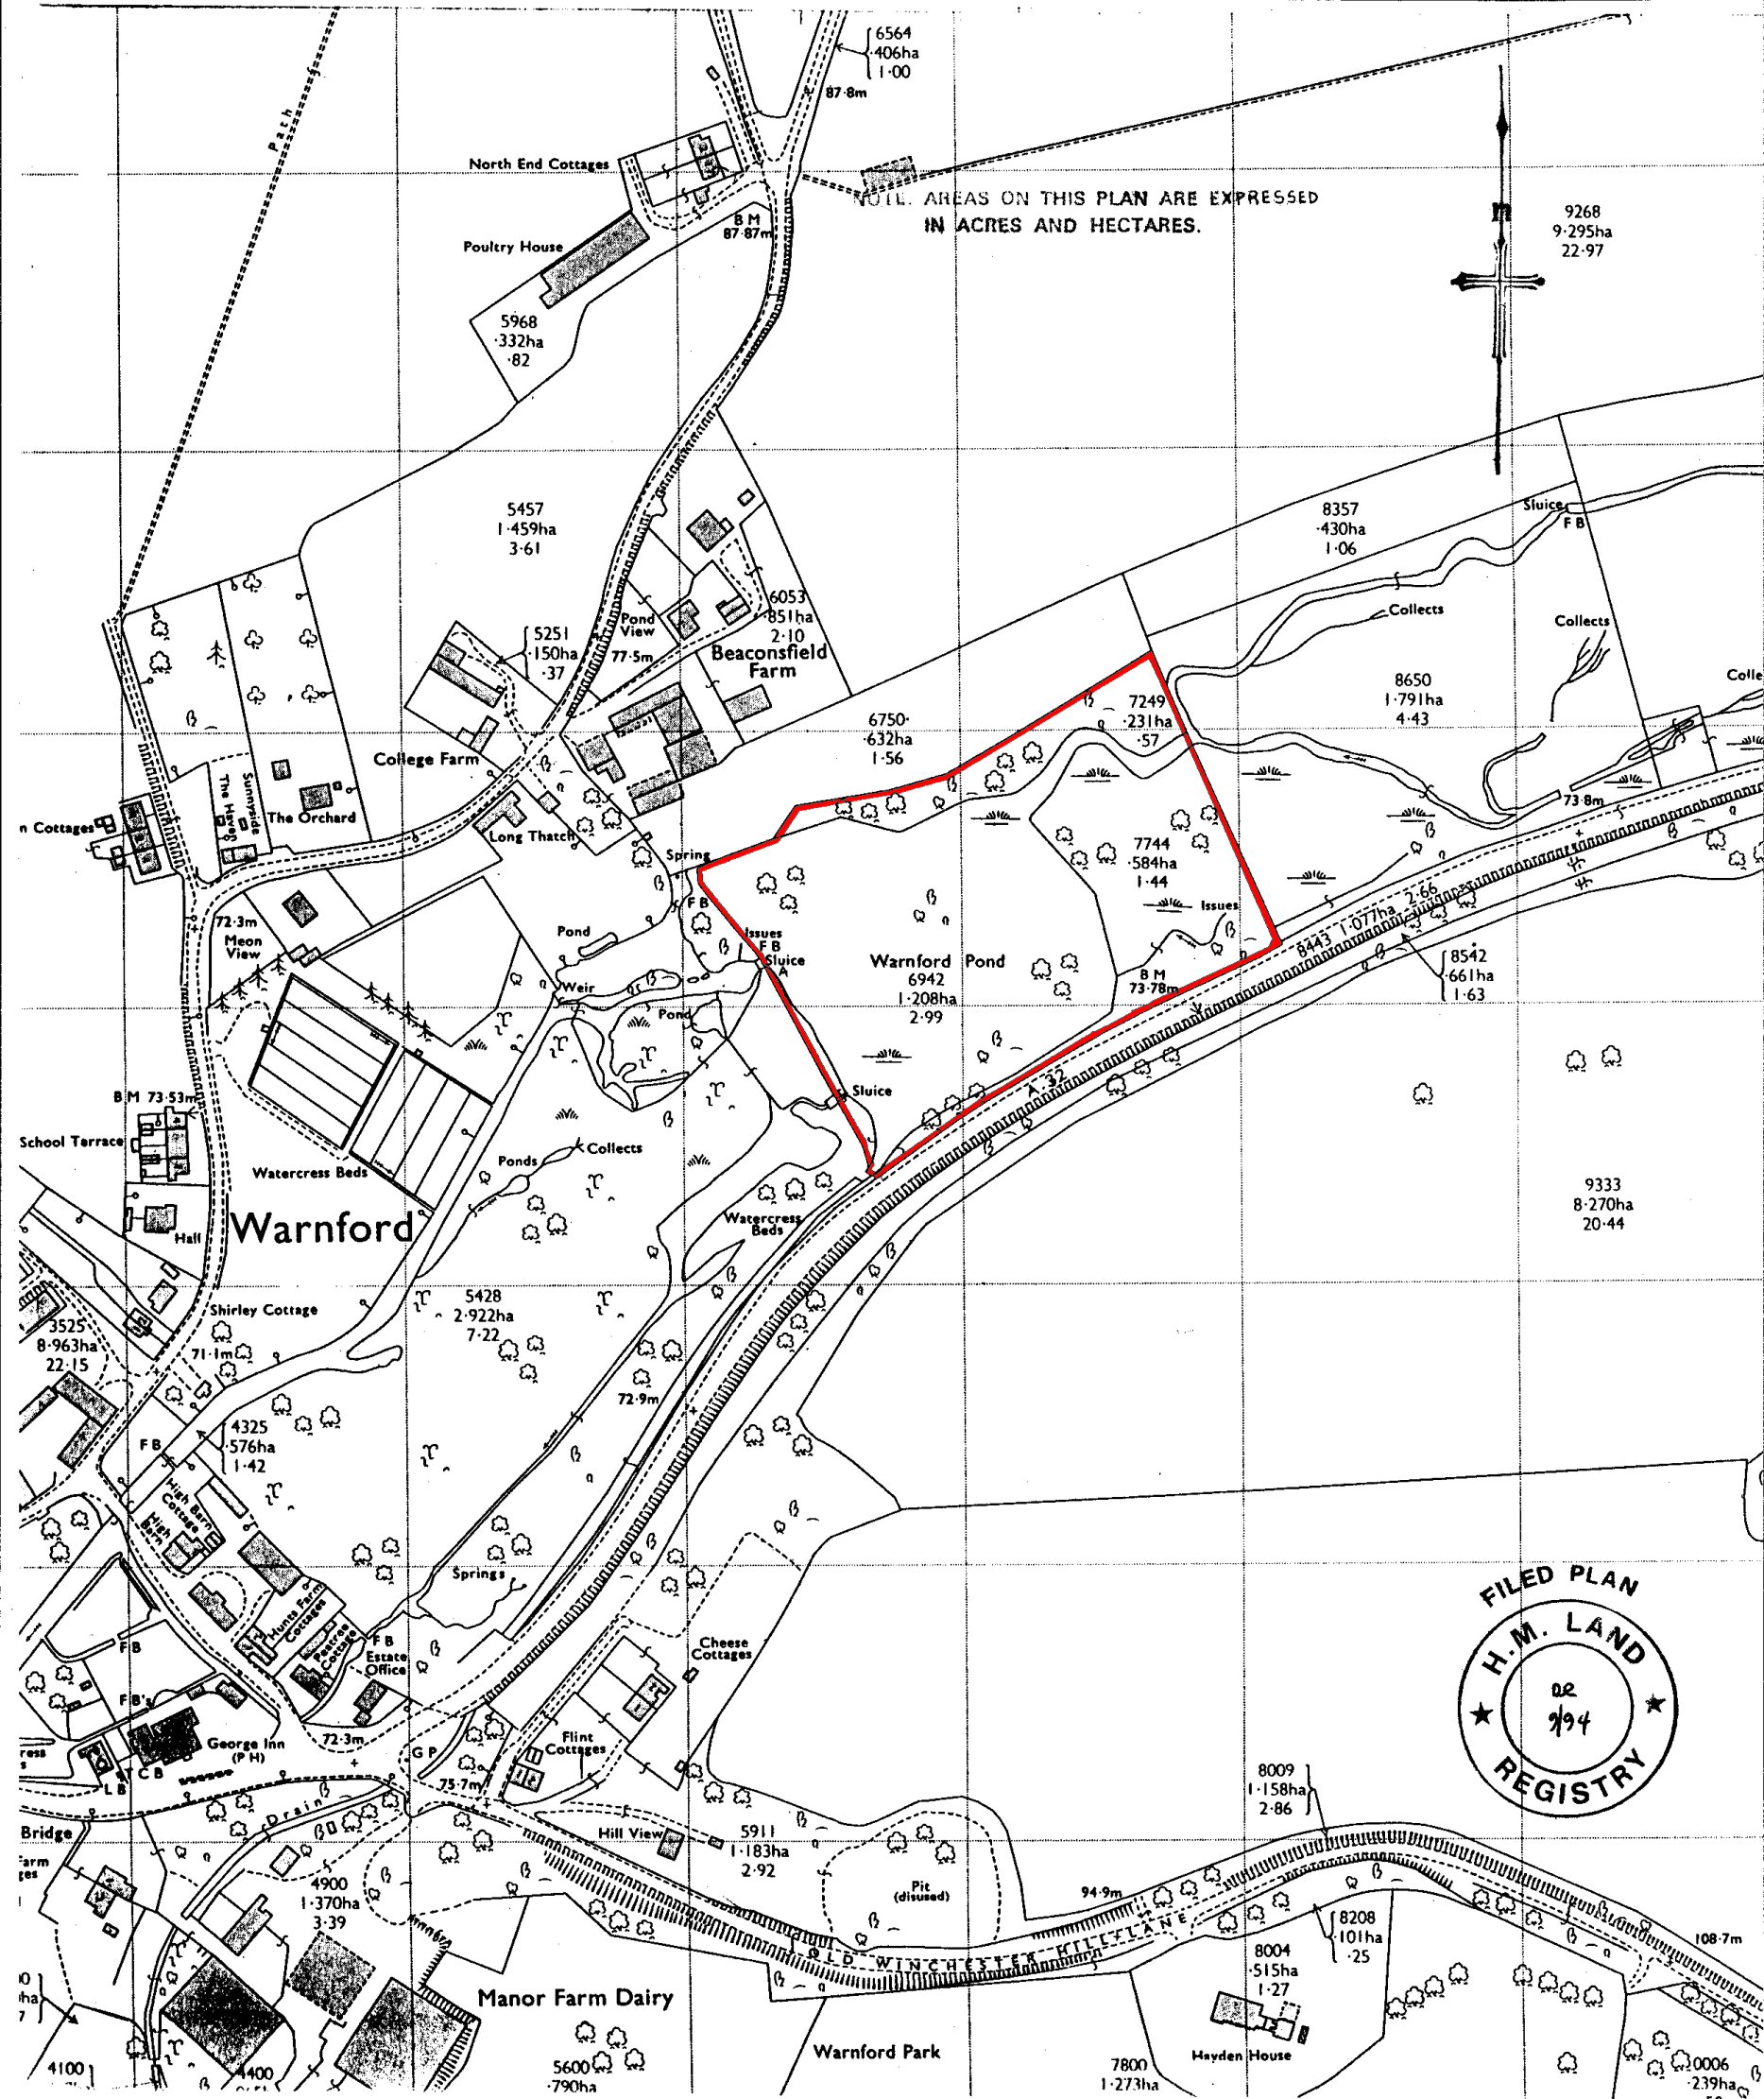 6564
·406ha
1·00
87·8m
Path
North End Cottages
NOTE. AREAS ON THIS PLAN ARE EXPRESSED
IN ACRES AND HECTARES.
n
9268
9·295ha
22·97
B M
87·87m
Poultry House
5968
·332ha
·82
5457
1·459ha
3·61
8357
·430ha
1·06
Sluice
F B
6053
·851ha
2·10
Pond
View
5251
·150ha
·37
77·5m
Beaconsfield
Farm
Collects
Collects
8650
1·791ha
4·43
Colle
7249
·231ha
·57
6750
·632ha
1·56
College Farm
The Haven
Sunnyside
The Orchard
n Cottages
Long Thatch
73·8m
7744
·584ha
1·44
Spring
F B
Issues
72·3m
Meon
View
Pond
Issues
F B
Sluice
A
Warnford Pond
6942
1·208ha
2·99
8443 1·077ha 2·66
8542
·661ha
1·63
B M
73·78m
Weir
Pond
A 32
Sluice
B M 73·53m
School Terrace
Collects
Ponds
Watercress Beds
9333
8·270ha
20·44
Hall
Warnford
Watercress
Beds
Shirley Cottage
5428
2·922ha
7·22
3525
8·963ha
22·15
71·1m
72·9m
4325
·576ha
1·42
F B
High Barn
Cottage
High
Barn
Springs
FILED PLAN
H.M. LAND
REGISTRY
9/94
Hunts Farm
Cottages
Peatree
Cottage
F B
Estate
Office
F B
Cheese
Cottages
F B's
George Inn
(P H)
72·3m
G P
Flint
Cottages
ress
s
T C B
L B
75·7m
8009
1·158ha
2·86
Drain
Bridge
Hill View
5911
1·183ha
2·92
arm
ges
4900
1·370ha
3·39
Pit
(disused)
94·9m
OLD WINCHESTER HILL LANE
8208
·101ha
·25
8004
·515ha
1·27
108·7m
Manor Farm Dairy
Warnford Park
Hayden House
4100
4400
5600
·790ha
7800
1·273ha
0006
·239ha